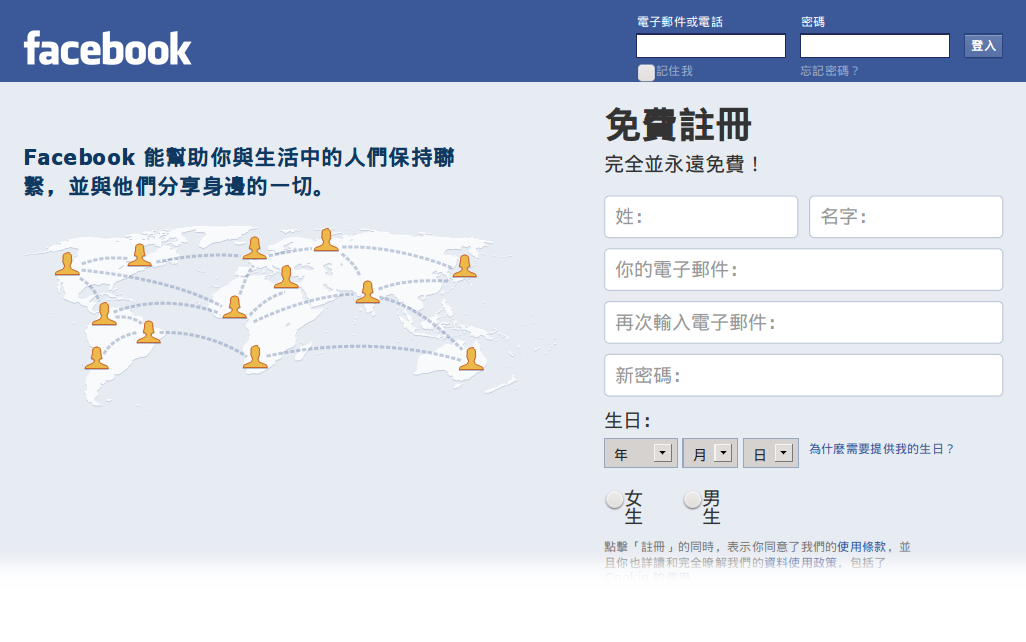 facebook
電子郵件或電話
密碼
登入
記住我
忘記密碼？
Facebook 能幫助你與生活中的人們保持聯
繫，並與他們分享身邊的一切。
免費註冊
完全並永遠免費！
姓:
名字:
你的電子郵件:
再次輸入電子郵件:
新密碼:
生日:
年
月
日
為什麼需要提供我的生日？
女
生
男
生
點擊「註冊」的同時，表示你同意了我們的使用條款，並
且你也詳讀和完全瞭解我們的資料使用政策，包括了